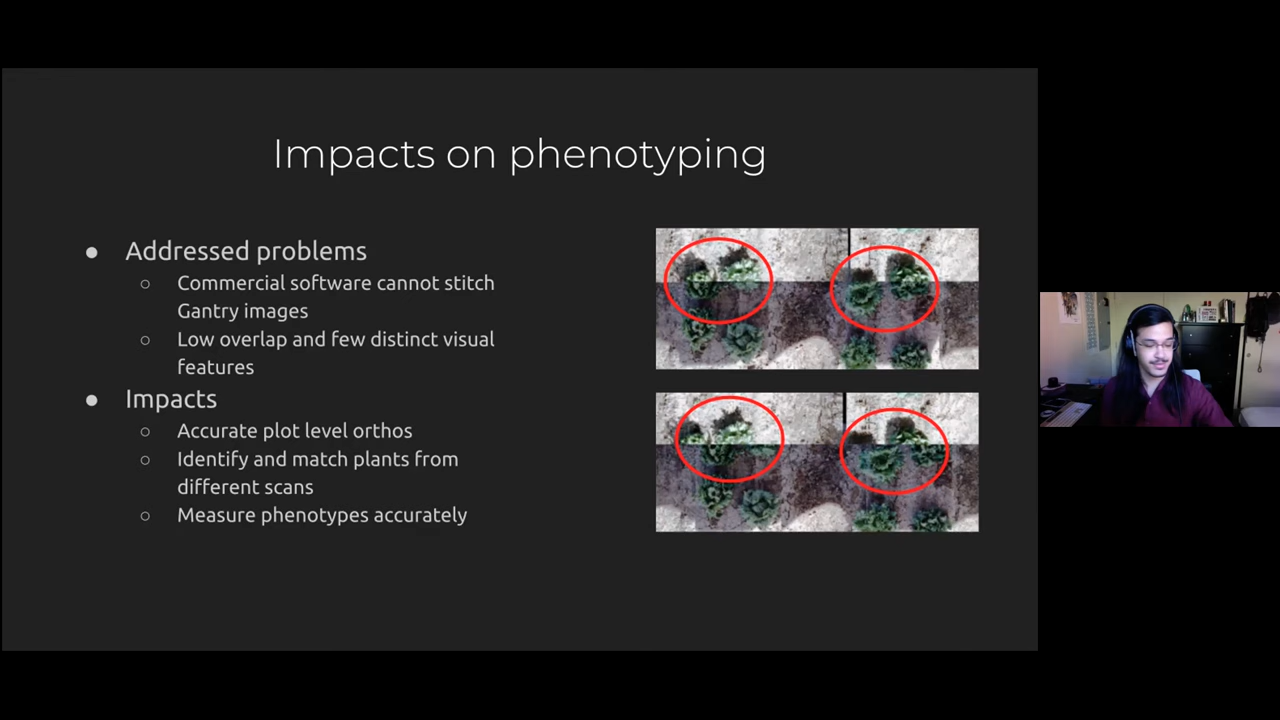 Impacts on phenotyping
● Addressed problems
○ Commercial software cannot stitch
Gantry images
○ Low overlap and few distinct visual
features
● Impacts
○ Accurate plot level orthos
○ Identify and match plants from
different scans
○ Measure phenotypes accurately